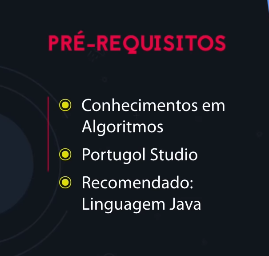 PRÉ-REQUISITOS
Conhecimentos em
Algoritmos
Portugol Studio
Recomendado:
Linguagem Java